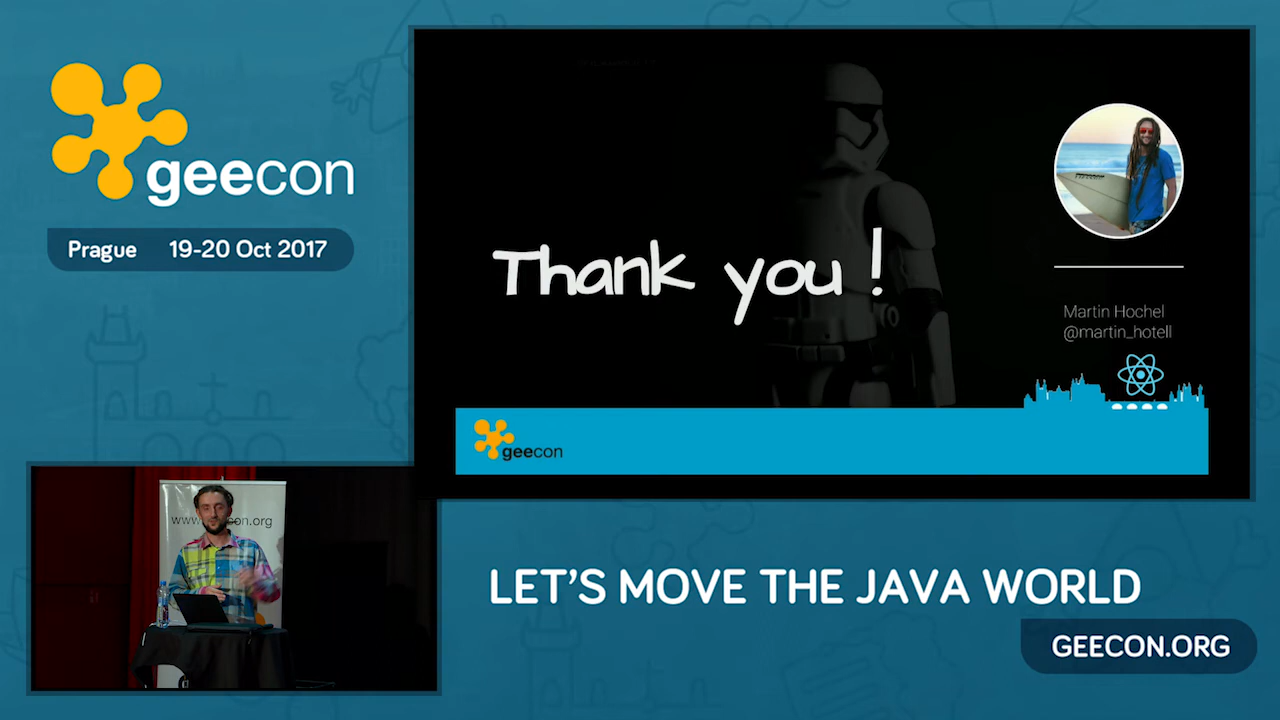 geecon
Prague 19-20 Oct 2017
Thank you !
Martin Hochel
@martin_hotell
geecon
www. con.org
LET'S MOVE THE JAVA WORLD
GEECON.ORG